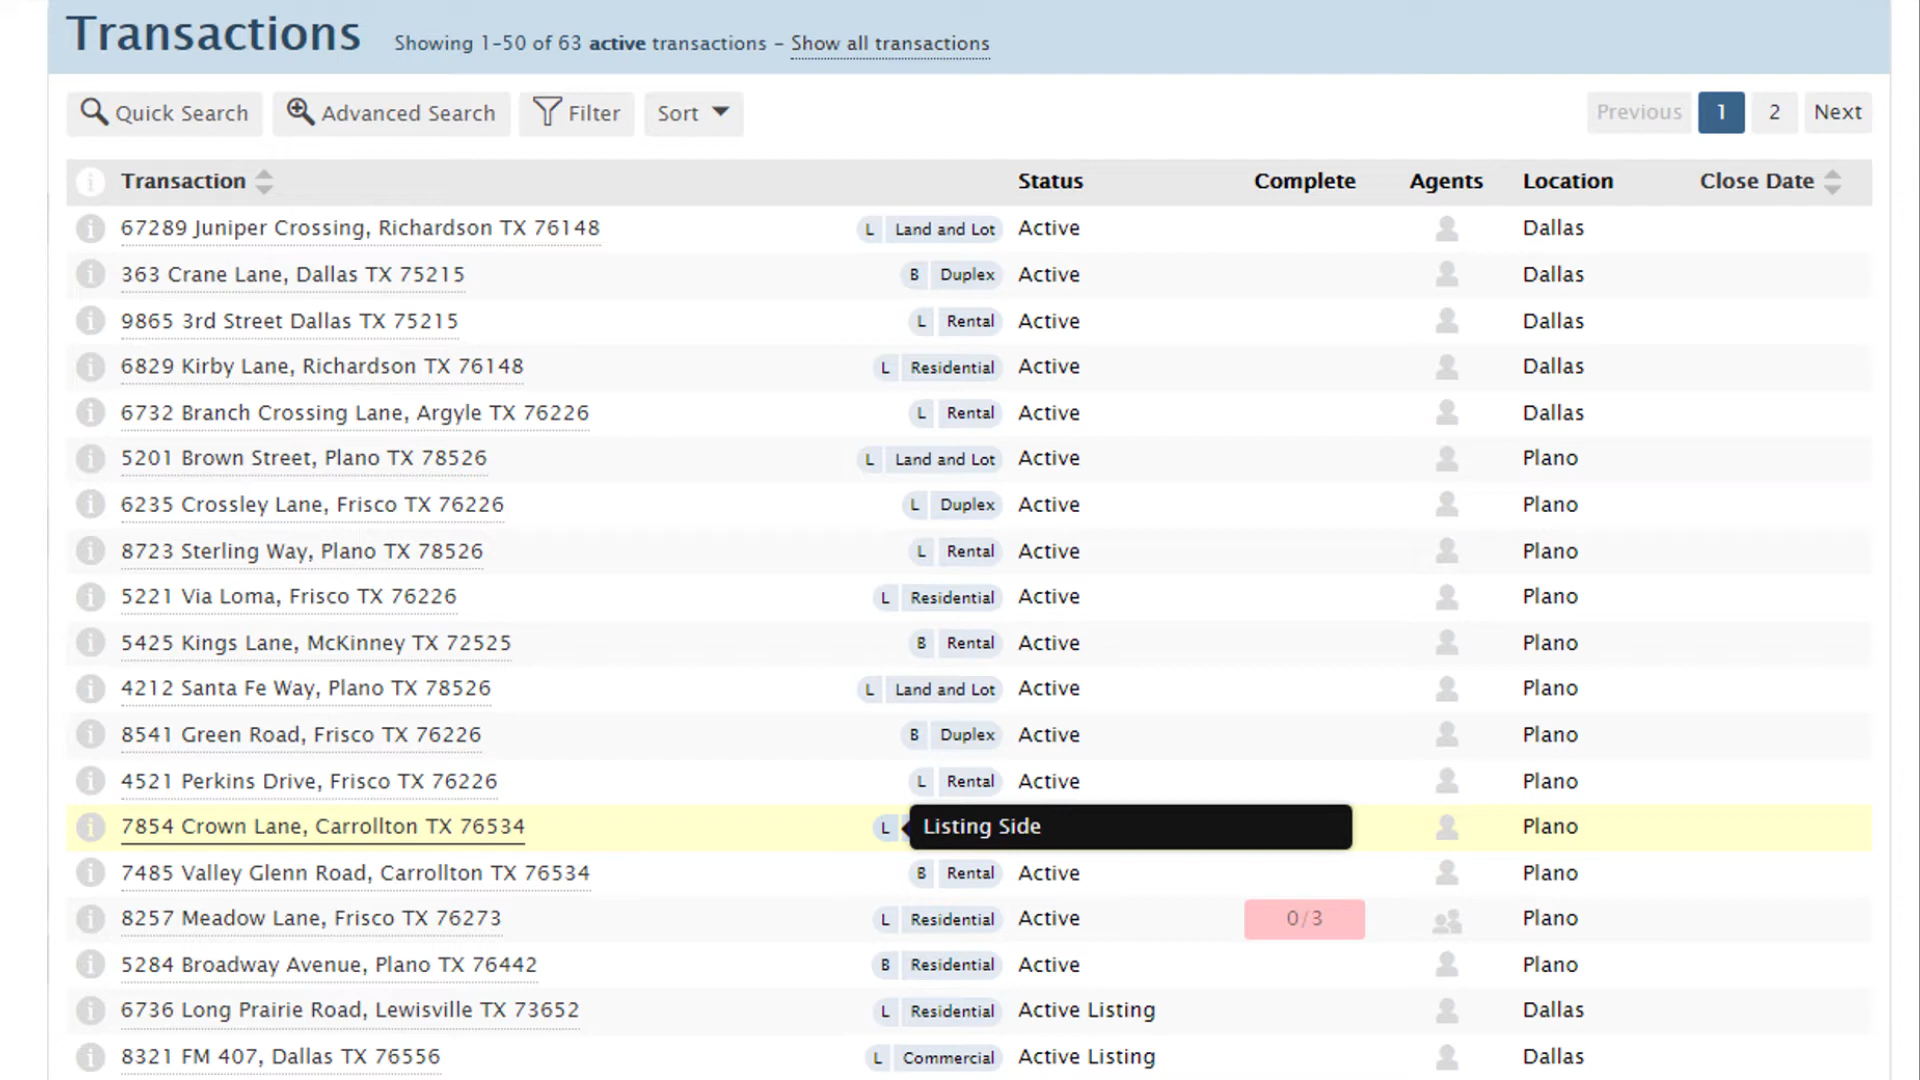 Transactions Showing 1-50 of 63 active transactions – Show all transactions
Quick Search Advanced Search Filter Sort Previous 1 2 Next
Transaction Status Complete Agents Location Close Date
67289 Juniper Crossing, Richardson TX 76148 L Land and Lot Active Dallas
363 Crane Lane, Dallas TX 75215 B Duplex Active Dallas
9865 3rd Street Dallas TX 75215 L Rental Active Dallas
6829 Kirby Lane, Richardson TX 76148 L Residential Active Dallas
6732 Branch Crossing Lane, Argyle TX 76226 L Rental Active Dallas
5201 Brown Street, Plano TX 78526 L Land and Lot Active Plano
6235 Crossley Lane, Frisco TX 76226 L Duplex Active Plano
8723 Sterling Way, Plano TX 78526 L Rental Active Plano
5221 Via Loma, Frisco TX 76226 L Residential Active Plano
5425 Kings Lane, McKinney TX 72525 B Rental Active Plano
4212 Santa Fe Way, Plano TX 78526 L Land and Lot Active Plano
8541 Green Road, Frisco TX 76226 B Duplex Active Plano
4521 Perkins Drive, Frisco TX 76226 L Rental Active Plano
7854 Crown Lane, Carrollton TX 76534 L Listing Side Plano
7485 Valley Glenn Road, Carrollton TX 76534 B Rental Active Plano
8257 Meadow Lane, Frisco TX 76273 L Residential Active 0/3 Plano
5284 Broadway Avenue, Plano TX 76442 B Residential Active Plano
6736 Long Prairie Road, Lewisville TX 73652 L Residential Active Listing Dallas
8321 FM 407, Dallas TX 76556 L Commercial Active Listing Dallas